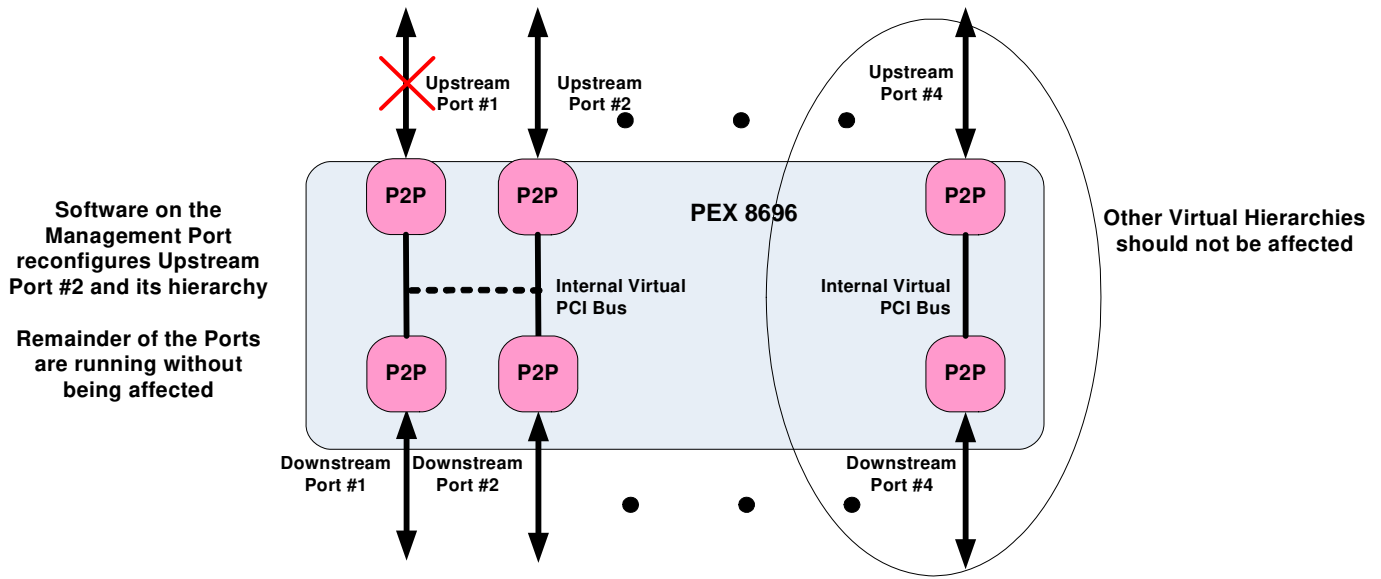 Upstream
Port #1
Upstream
Port #2
Upstream
Port #4
P2P
P2P
P2P
PEX 8696
Software on the
Management Port
reconfigures Upstream
Port #2 and its hierarchy
Remainder of the Ports
are running without
being affected
Other Virtual Hierarchies
should not be affected
Internal Virtual
PCI Bus
Internal Virtual
PCI Bus
P2P
P2P
P2P
Downstream
Port #1
Downstream
Port #2
Downstream
Port #4